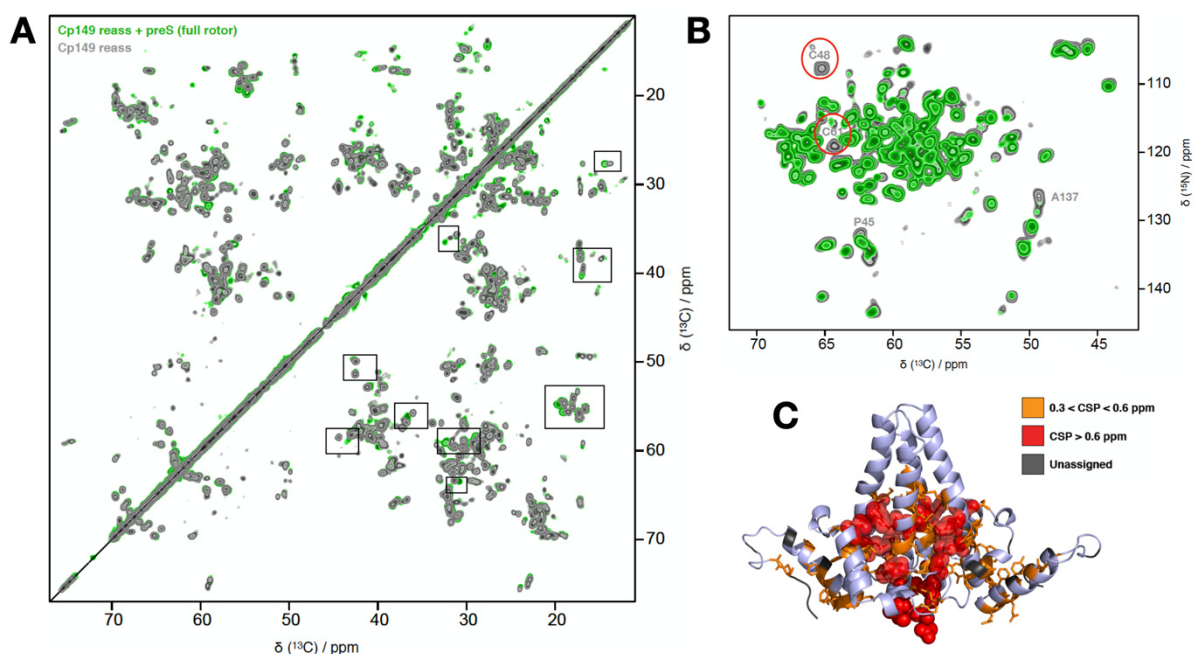 A
Cp149 reass + preS (full rotor)
Cp149 reass
20
30
40
50
60
70
δ (¹³C) / ppm
70
60
50
40
30
20
δ (¹³C) / ppm
B
C48
C61
A137
P45
110
120
130
140
δ (¹⁵N) / ppm
70
65
60
55
50
44
δ (¹³C) / ppm
C
0.3 < CSP < 0.6 ppm
CSP > 0.6 ppm
Unassigned